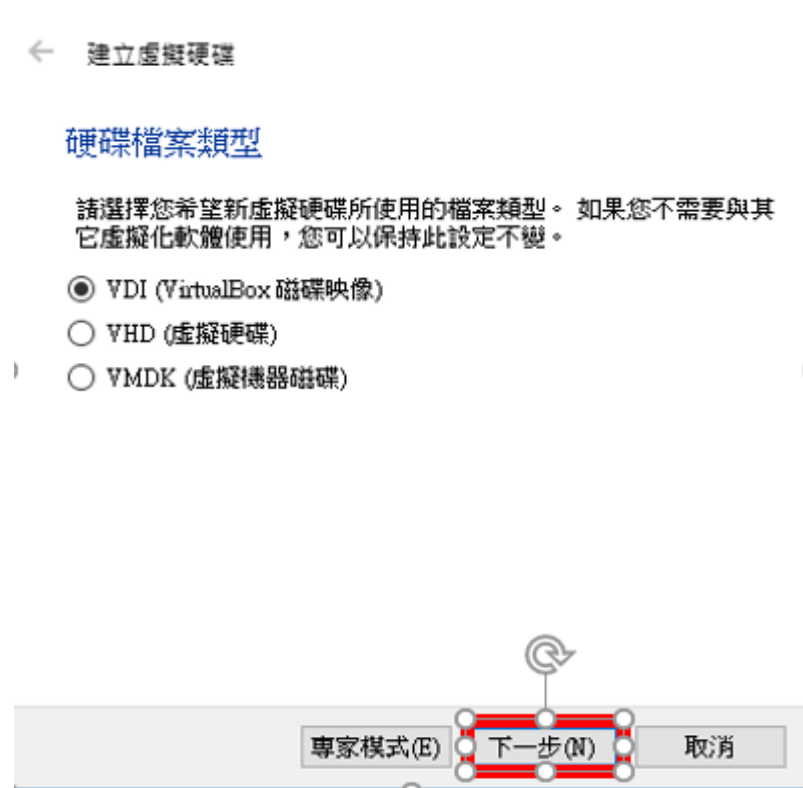 建立虛擬硬碟
硬碟檔案類型
請選擇您希望新虛擬硬碟所使用的檔案類型。 如果您不需要與其
它虛擬化軟體使用，您可以保持此設定不變。
VDI (VirtualBox 磁碟映像)
VHD (虛擬硬碟)
VMDK (虛擬機器磁碟)
專家模式(E) 下一步(N) 取消